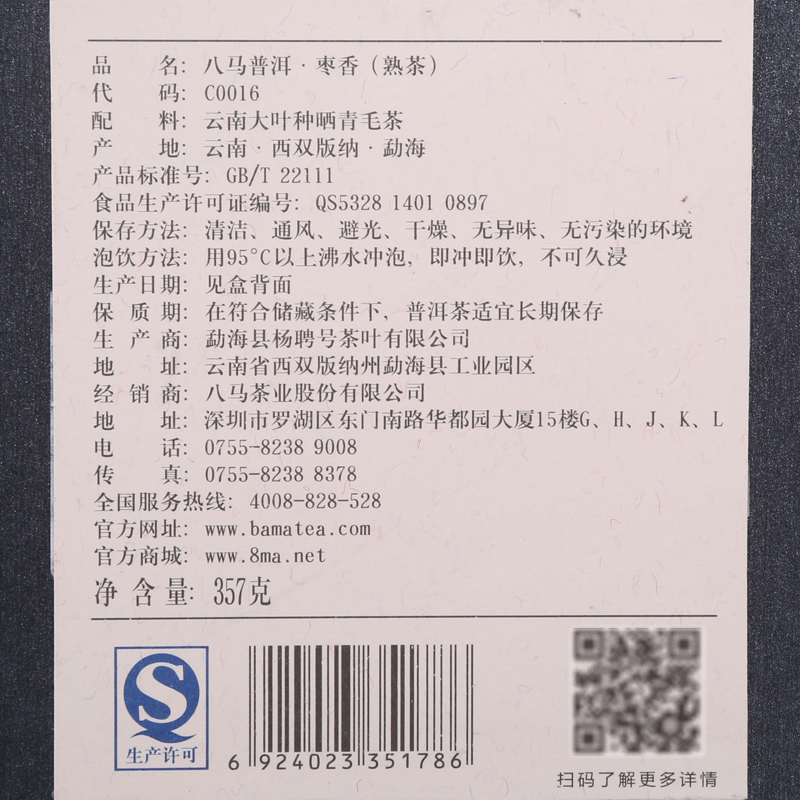 品　　名：八马普洱·枣香（熟茶）
代　　码：C0016
配　　料：云南大叶种晒青毛茶
产　　地：云南·西双版纳·勐海
产品标准号：GB/T 22111
食品生产许可证编号：QS5328 1401 0897
保存方法：清洁、通风、避光、干燥、无异味、无污染的环境
泡饮方法：用95°C以上沸水冲泡，即冲即饮，不可久浸
生产日期：见盒背面
保 质 期：在符合储藏条件下，普洱茶适宜长期保存
生 产 商：勐海县杨聘号茶叶有限公司
地　　址：云南省西双版纳州勐海县工业园区
经 销 商：八马茶业股份有限公司
地　　址：深圳市罗湖区东门南路华都园大厦15楼G、H、J、K、L
电　　话：0755-8238 9008
传　　真：0755-8238 8378
全国服务热线：4008-828-528
官方网址：www.bamatea.com
官方商城：www.8ma.net
净 含 量：357克
生产许可
6 924023 351786
扫码了解更多详情